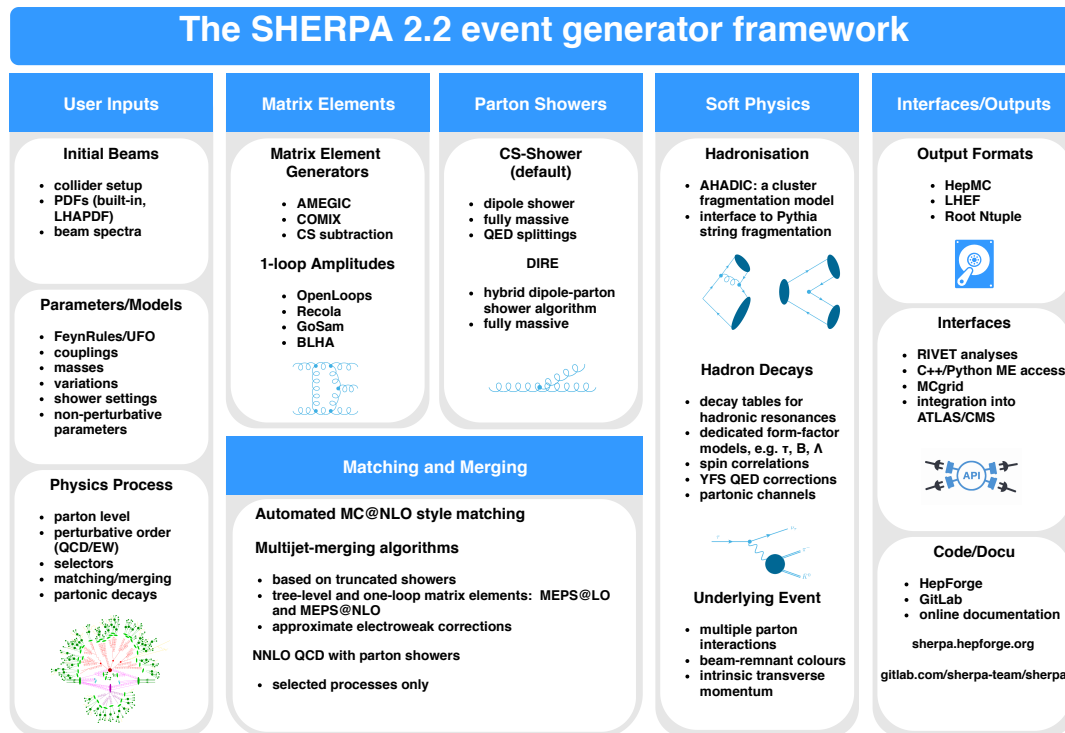 The SHERPA 2.2 event generator framework
User Inputs
Initial Beams
• collider setup
• PDFs (built-in,
LHAPDF)
• beam spectra
Parameters/Models
• FeynRules/UFO
• couplings
• masses
• variations
• shower settings
• non-perturbative
parameters
Physics Process
• parton level
• perturbative order
(QCD/EW)
• selectors
• matching/merging
• partonic decays
Matrix Elements
Matrix Element
Generators
• AMEGIC
• COMIX
• CS subtraction
1-loop Amplitudes
• OpenLoops
• Recola
• GoSam
• BLHA
Parton Showers
CS-Shower
(default)
• dipole shower
• fully massive
• QED splittings
DIRE
• hybrid dipole-parton
shower algorithm
• fully massive
Matching and Merging
Automated MC@NLO style matching
Multijet-merging algorithms
• based on truncated showers
• tree-level and one-loop matrix elements: MEPS@LO
and MEPS@NLO
• approximate electroweak corrections
NNLO QCD with parton showers
• selected processes only
Soft Physics
Hadronisation
• AHADIC: a cluster
fragmentation model
• interface to Pythia
string fragmentation
Hadron Decays
• decay tables for
hadronic resonances
• dedicated form-factor
models, e.g. τ, B, Λ
• spin correlations
• YFS QED corrections
• partonic channels
Underlying Event
• multiple parton
interactions
• beam-remnant colours
• intrinsic transverse
momentum
Interfaces/Outputs
Output Formats
• HepMC
• LHEF
• Root Ntuple
Interfaces
• RIVET analyses
• C++/Python ME access
• MCgrid
• integration into
ATLAS/CMS
API
Code/Docu
• HepForge
• GitLab
• online documentation
sherpa.hepforge.org
gitlab.com/sherpa-team/sherpa